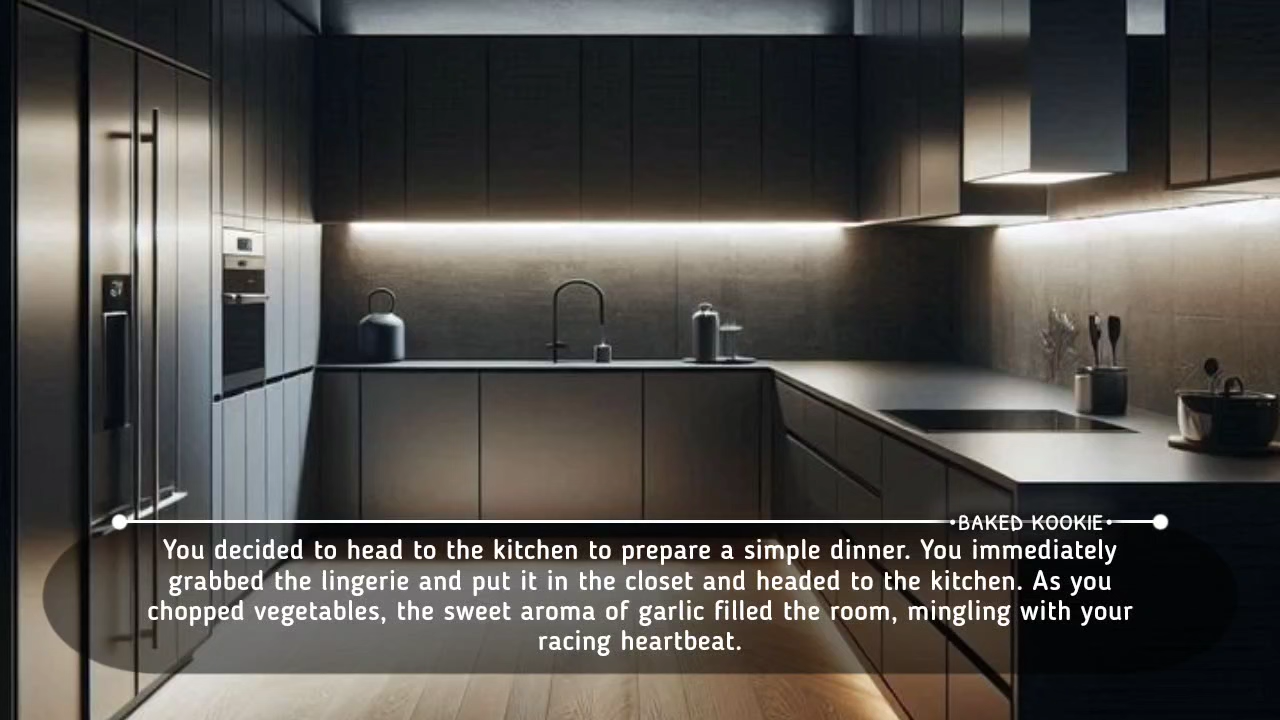 •BAKED KOOKIE•
You decided to head to the kitchen to prepare a simple dinner. You immediately
grabbed the lingerie and put it in the closet and headed to the kitchen. As you
chopped vegetables, the sweet aroma of garlic filled the room, mingling with your
racing heartbeat.